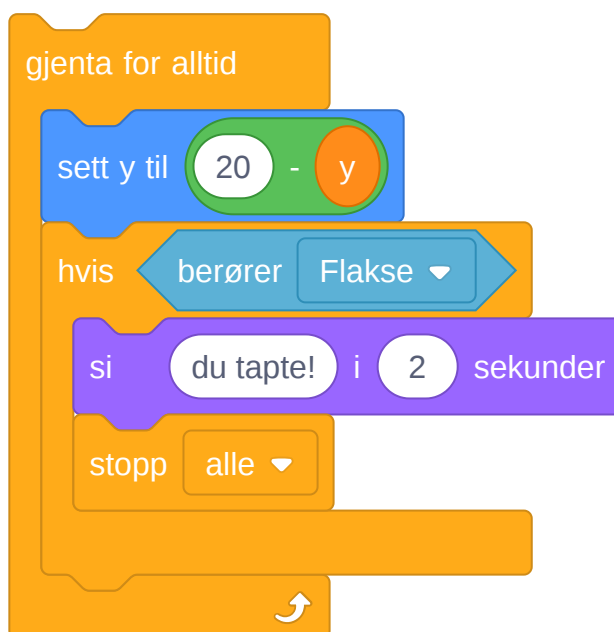 gjenta for alltid
sett y til 20 - y
hvis berører Flakse
si du tapte! i 2 sekunder
stopp alle